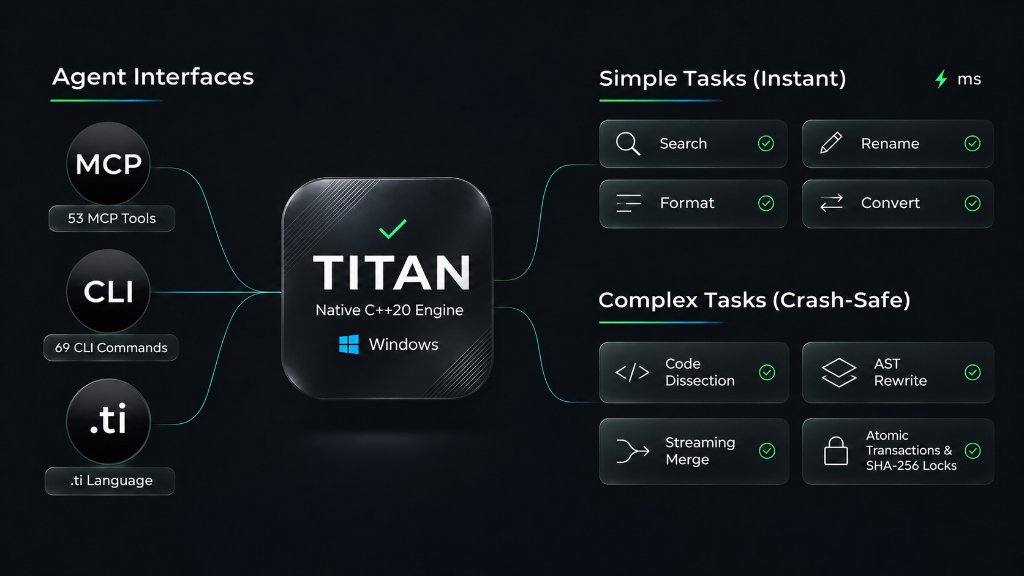 Agent Interfaces
MCP
53 MCP Tools
CLI
69 CLI Commands
.ti
.ti Language
TITAN
Native C++20 Engine
Windows
Simple Tasks (Instant)
ms
Search
Rename
Format
Convert
Complex Tasks (Crash-Safe)
</>
Code
Dissection
AST
Rewrite
Streaming
Merge
Atomic
Transactions &
SHA-256 Locks